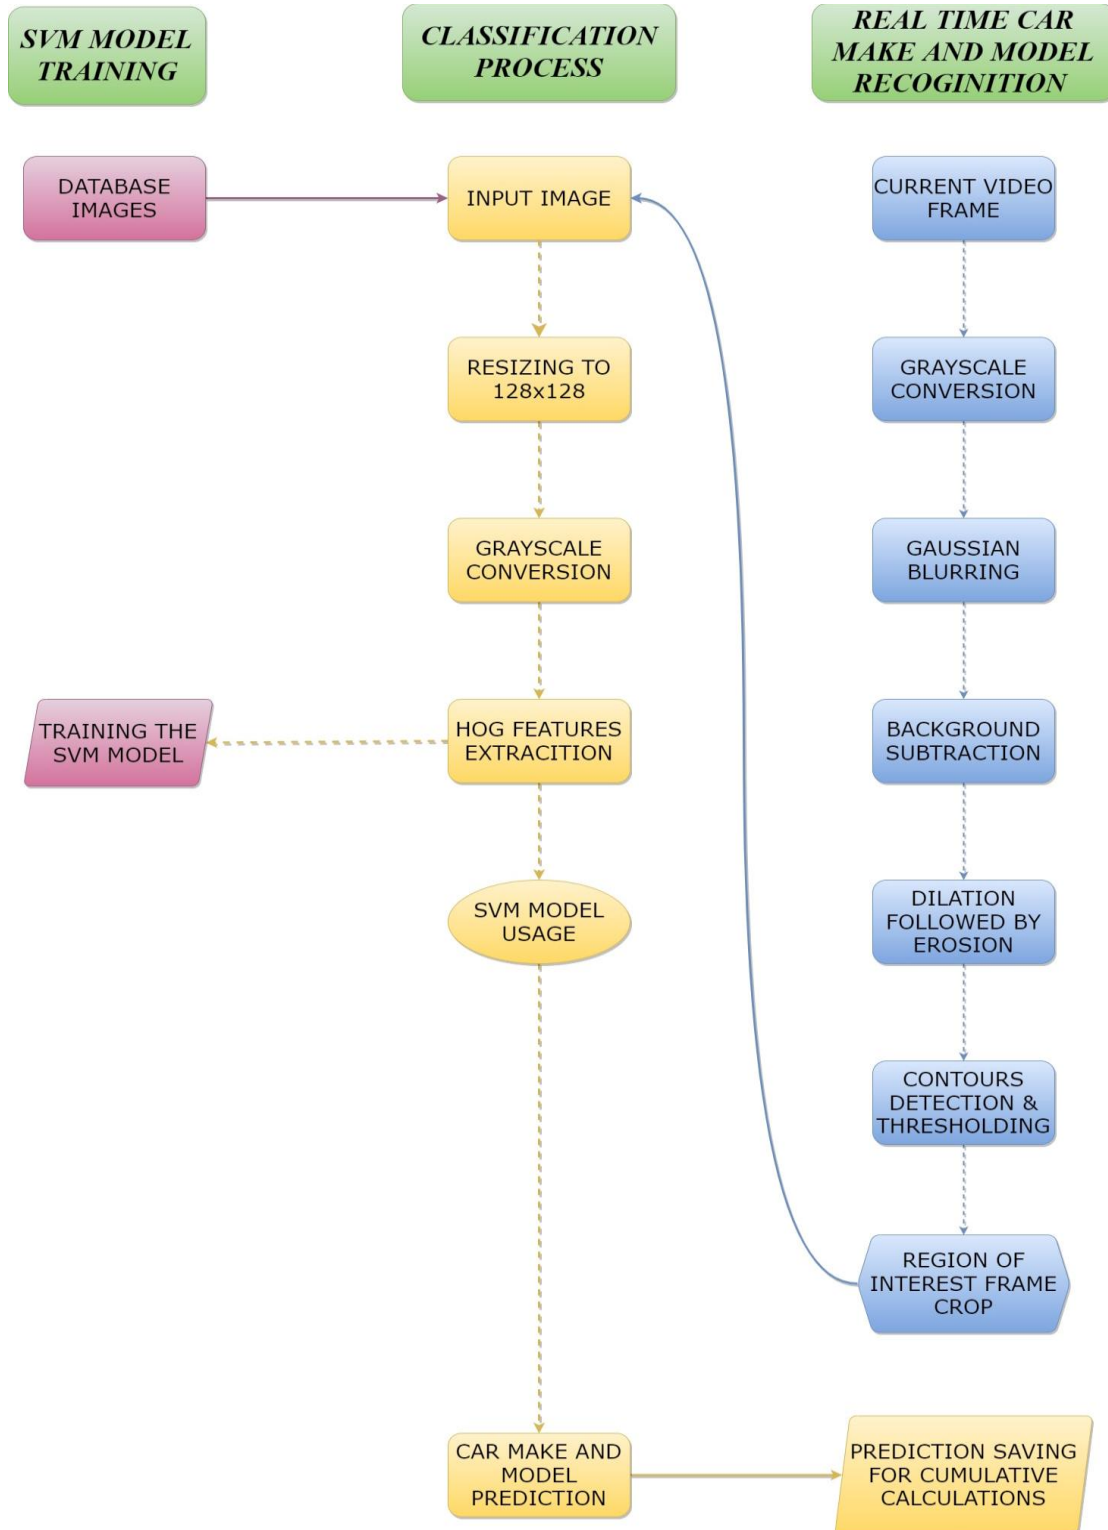 SVM MODEL
TRAINING
CLASSIFICATION
PROCESS
REAL TIME CAR
MAKE AND MODEL
RECOGINITION
DATABASE
IMAGES
INPUT IMAGE
CURRENT VIDEO
FRAME
RESIZING TO
128x128
GRAYSCALE
CONVERSION
GRAYSCALE
CONVERSION
GAUSSIAN
BLURRING
TRAINING THE
SVM MODEL
HOG FEATURES
EXTRACITION
BACKGROUND
SUBTRACTION
SVM MODEL
USAGE
DILATION
FOLLOWED BY
EROSION
CONTOURS
DETECTION &
THRESHOLDING
REGION OF
INTEREST FRAME
CROP
CAR MAKE AND
MODEL
PREDICTION
PREDICTION SAVING
FOR CUMULATIVE
CALCULATIONS